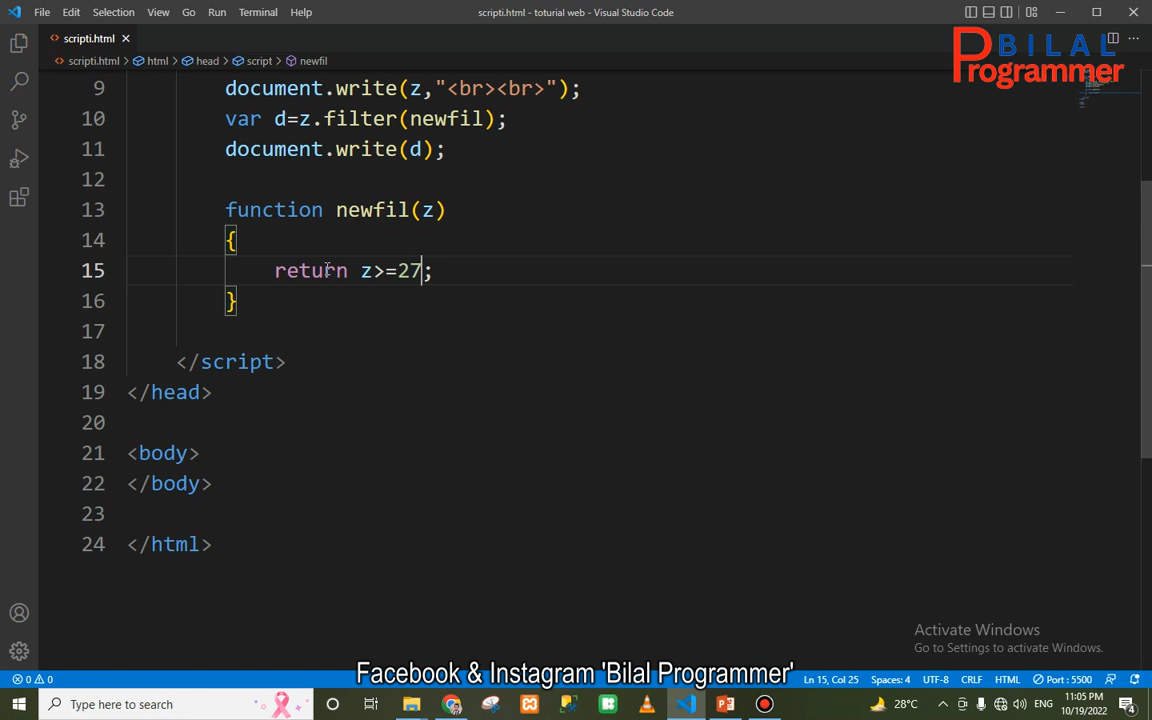 File Edit Selection View Go Run Terminal Help
scripti.html - toturial web - Visual Studio Code
scripti.html
scripti.html > html > head > script > newfil
BILAL
Programmer
9 document.write(z,"<br><br>");
10 var d=z.filter(newfil);
11 document.write(d);
12
13 function newfil(z)
14 {
15 return z>=27;
16 }
17
18 </script>
19 </head>
20
21 <body>
22 </body>
23
24 </html>
Activate Windows
Go to Settings to activate Windows.
Facebook & Instagram 'Bilal Programmer'
0 0 Ln 15, Col 25 Spaces: 4 UTF-8 CRLF HTML Port : 5500
Type here to search
28°C ENG
11:05 PM
10/19/2022
4